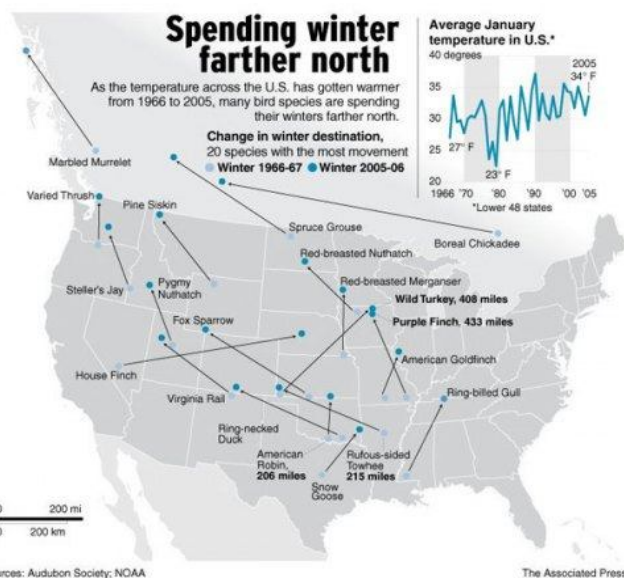 Spending winter
farther north
As the temperature across the U.S. has gotten warmer
from 1966 to 2005, many bird species are spending
their winters farther north.
Change in winter destination,
20 species with the most movement
Winter 1966-67 Winter 2005-06
Average January
temperature in U.S.*
40 degrees
35
30
25
20
2005
34° F
27° F
23° F
1966 '70 '80 '90 '00 '05
*Lower 48 states
Marbled Murrelet
Varied Thrush
Pine Siskin
Spruce Grouse
Boreal Chickadee
Red-breasted Nuthatch
Steller's Jay
Pygmy
Nuthatch
Red-breasted Merganser
Wild Turkey, 408 miles
Purple Finch, 433 miles
Fox Sparrow
American Goldfinch
House Finch
Virginia Rail
Ring-billed Gull
Ring-necked
Duck
American
Robin,
206 miles
Rufous-sided
Towhee
215 miles
Snow
Goose
0 200 mi
0 200 km
urces: Audubon Society; NOAA
The Associated Press